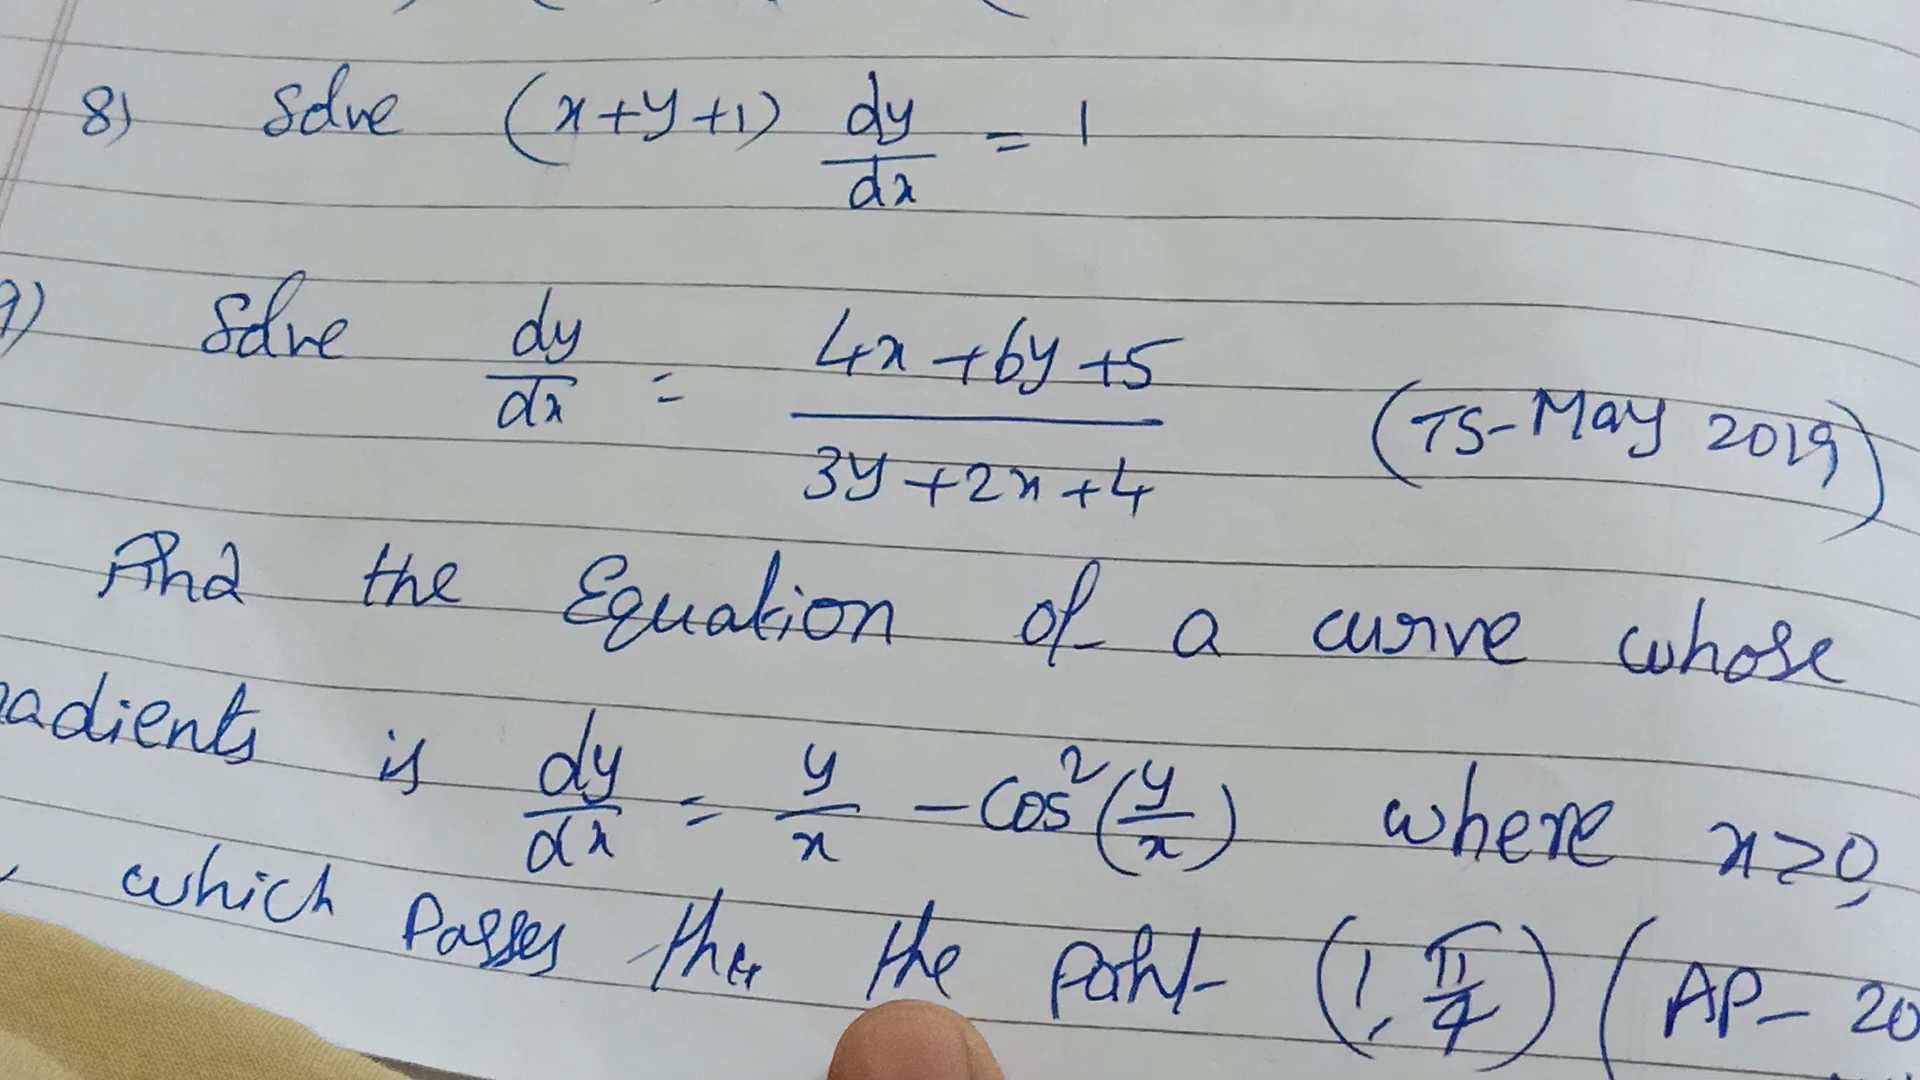 8) Solve (x+y+1) dy/dx = 1
9) Solve dy/dx = 4x+6y+5 / 3y+2x+4 (TS-May 2019)
Find the Equation of a curve whose
adients is dy/dx = y/x - Cos²(y/x) where x>0,
which Passes thr the point (1, π/4) (AP- 20